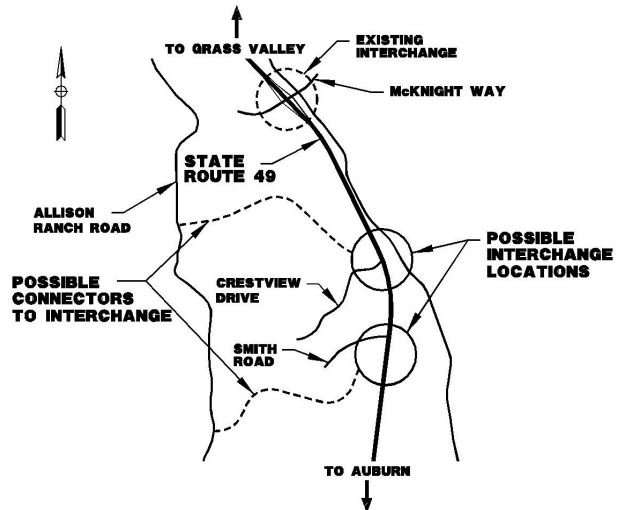 TO GRASS VALLEY
EXISTING
INTERCHANGE
McKNIGHT WAY
STATE
ROUTE 49
ALLISON
RANCH ROAD
POSSIBLE
CONNECTORS
TO INTERCHANGE
CRESTVIEW
DRIVE
POSSIBLE
INTERCHANGE
LOCATIONS
SMITH
ROAD
TO AUBURN